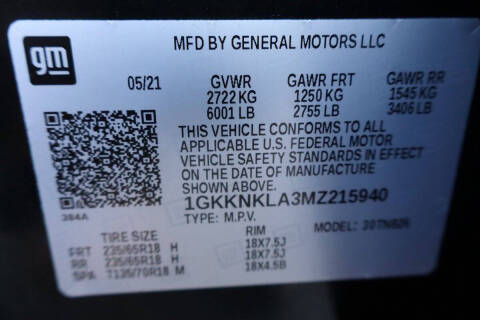 gm
MFD BY GENERAL MOTORS LLC
05/21 GVWR GAWR FRT GAWR RR
2722 KG 1250 KG 1545 KG
6001 LB 2755 LB 3406 LB
THIS VEHICLE CONFORMS TO ALL
APPLICABLE U.S. FEDERAL MOTOR
VEHICLE SAFETY STANDARDS IN EFFECT
ON THE DATE OF MANUFACTURE
SHOWN ABOVE.
384A
1GKKNKLA3MZ215940
TYPE: M.P.V. MODEL:
TIRE SIZE RIM
FRT 235/65R18 H 18X7.5J
RR 235/65R18 H 18X7.5J
SPA T135/70R18 M 18X4.5B